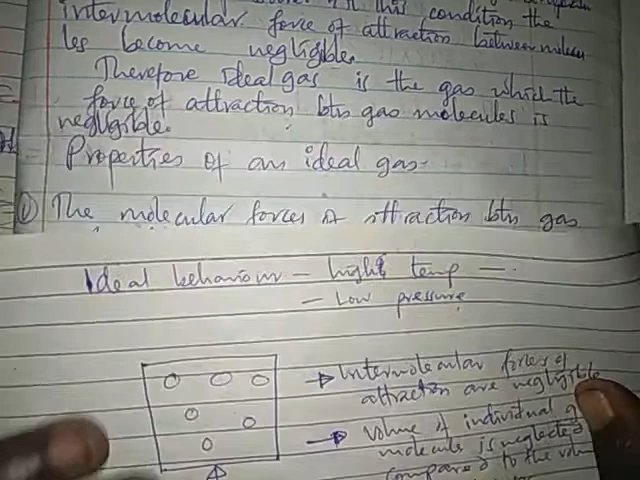 intermolecular force of attraction between molecu
les become negligible.
Therefore ideal gas is the gas which the
force of attraction btn gas molecules is
negligible.
Properties of an ideal gas.
① The molecular forces of attraction btn gas
Ideal behaviour - high temp -
- Low pressure
→ Intermolecular forces of
attraction are negligible
→ Volume of individual g
molecule is neglected
compared to the volu